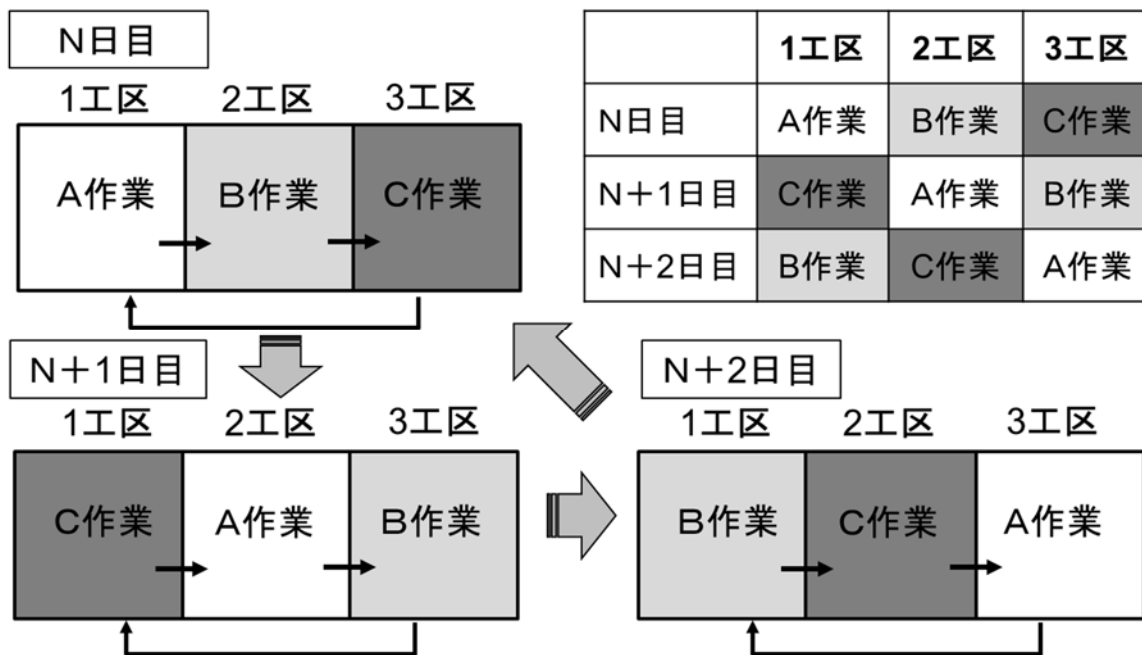 N日目
1工区 2工区 3工区
A作業 B作業 C作業
1工区 2工区 3工区
N日目 A作業 B作業 C作業
N+1日目 C作業 A作業 B作業
N+2日目 B作業 C作業 A作業
N+1日目
1工区 2工区 3工区
C作業 A作業 B作業
N+2日目
1工区 2工区 3工区
B作業 C作業 A作業